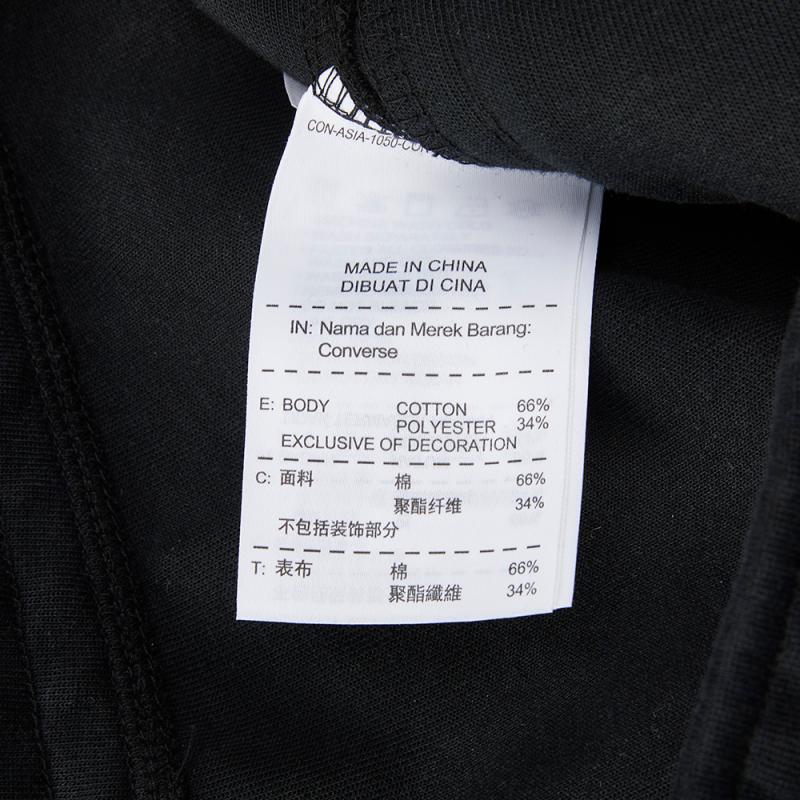 CON-ASIA-1050-CON
MADE IN CHINA
DIBUAT DI CINA
IN: Nama dan Merek Barang:
Converse
E: BODY COTTON 66%
POLYESTER 34%
EXCLUSIVE OF DECORATION
C: 面料 棉 66%
聚酯纤维 34%
不包括装饰部分
T: 表布 棉 66%
聚酯纖維 34%